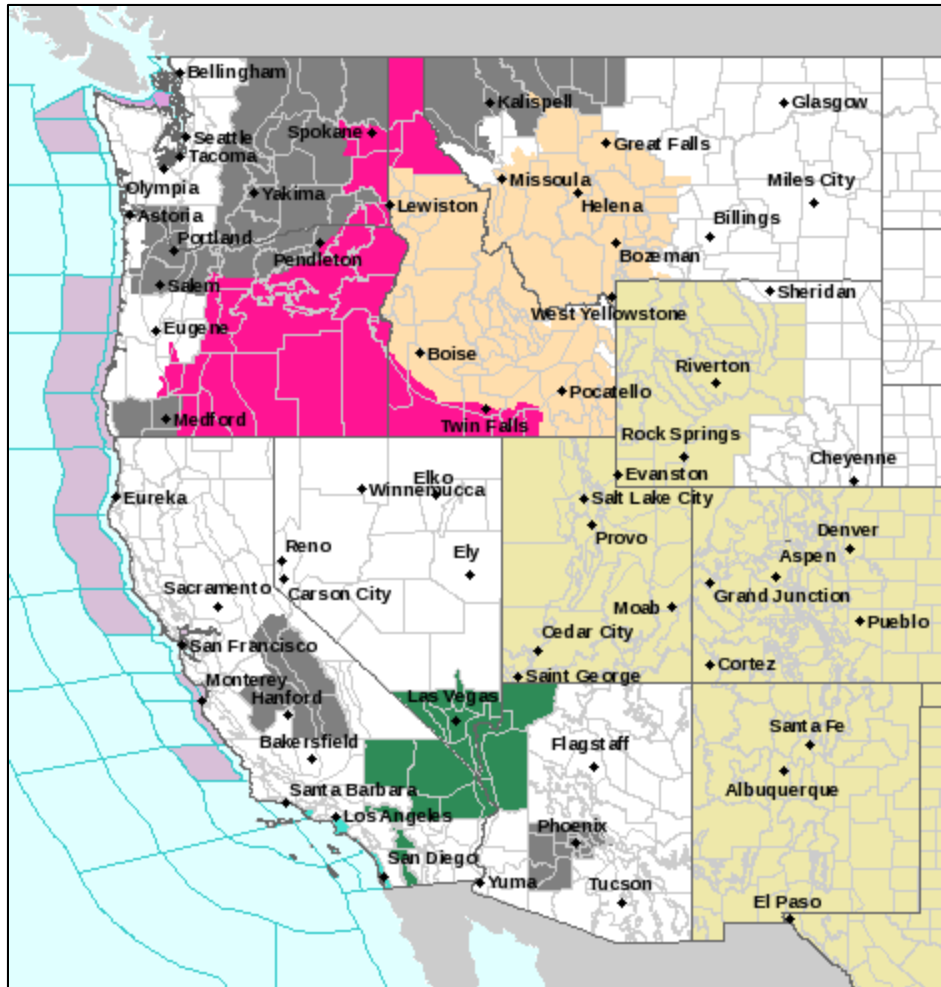 Bellingham
Kalispell
Glasgow
Spokane
Seattle
Great Falls
Tacoma
Olympia
Yakima
Missoula
Miles City
Astoria
Lewiston
Helena
Billings
Portland
Pendleton
Bozeman
Salem
Sheridan
West Yellowstone
Eugene
Boise
Riverton
Pocatello
Medford
Twin Falls
Rock Springs
Cheyenne
Elko
Evanston
Eureka
Winnemucca
Salt Lake City
Provo
Denver
Reno
Ely
Aspen
Sacramento
Carson City
Grand Junction
Moab
Pueblo
San Francisco
Cedar City
Cortez
Monterey
Saint George
Hanford
Las Vegas
Bakersfield
Flagstaff
Santa Fe
Albuquerque
Santa Barbara
Los Angeles
Phoenix
San Diego
Yuma
Tucson
El Paso